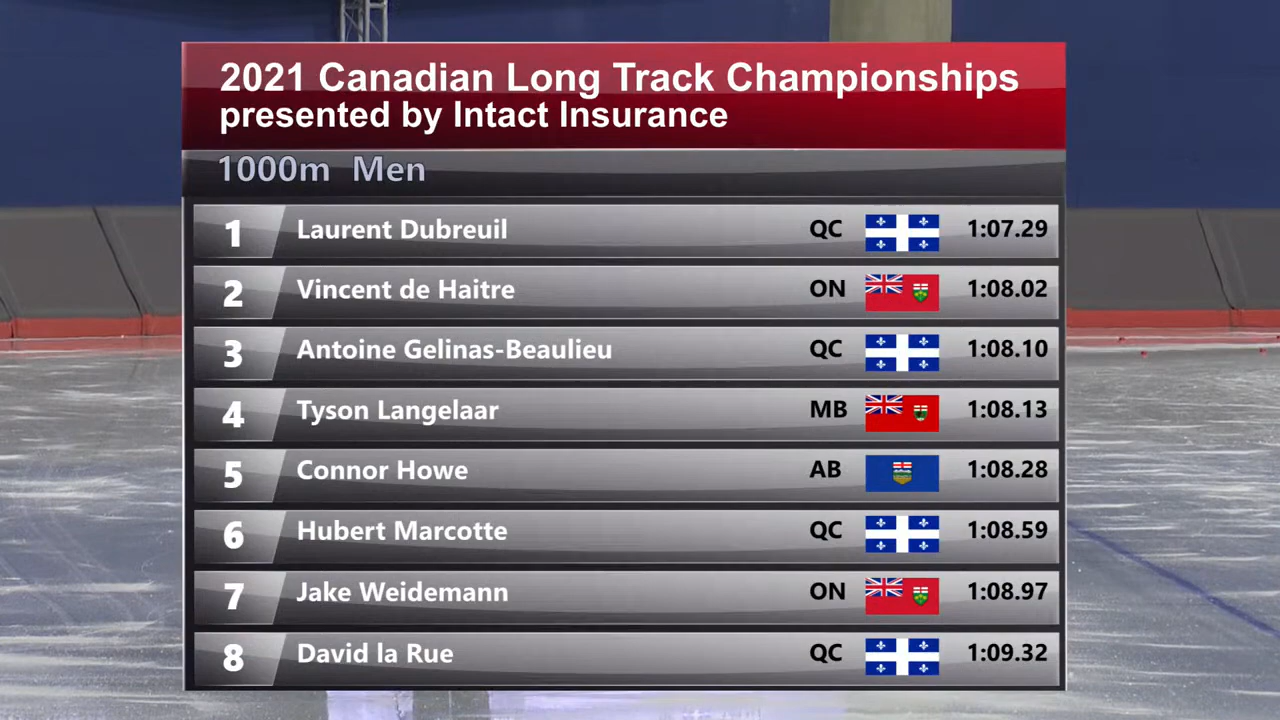 2021 Canadian Long Track Championships
presented by Intact Insurance
1000m Men
1 Laurent Dubreuil QC 1:07.29
2 Vincent de Haitre ON 1:08.02
3 Antoine Gelinas-Beaulieu QC 1:08.10
4 Tyson Langelaar MB 1:08.13
5 Connor Howe AB 1:08.28
6 Hubert Marcotte QC 1:08.59
7 Jake Weidemann ON 1:08.97
8 David la Rue QC 1:09.32